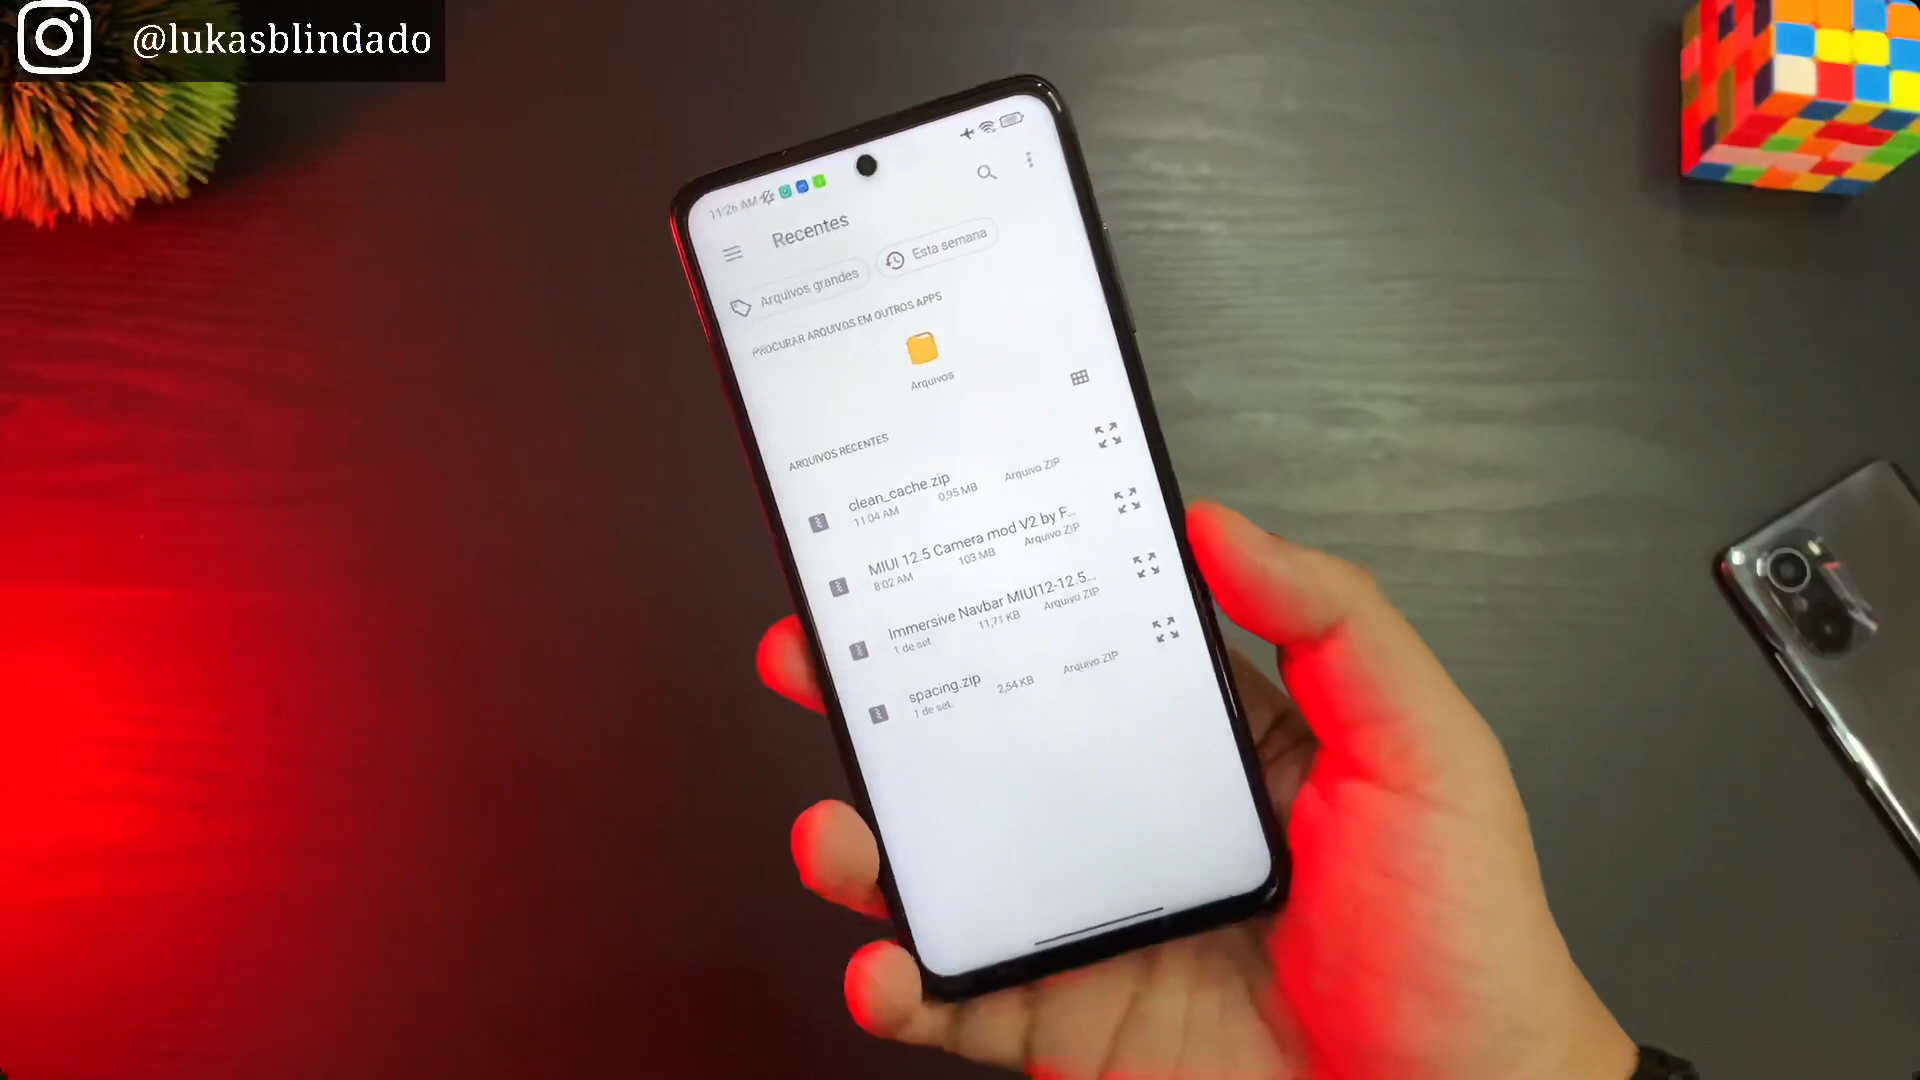 @lukasblindado
11:26 AM
Recentes
Arquivos grandes
Esta semana
PROCURAR ARQUIVOS EM OUTROS APPS
Arquivos
ARQUIVOS RECENTES
clean_cache.zip
11:04 AM 0,95 MB Arquivo ZIP
MIUI 12.5 Camera mod V2 by F...
8:02 AM 103 MB Arquivo ZIP
Immersive Navbar MIUI12-12.5...
1 de set. 11,71 KB Arquivo ZIP
spacing.zip
1 de set. 2,54 KB Arquivo ZIP